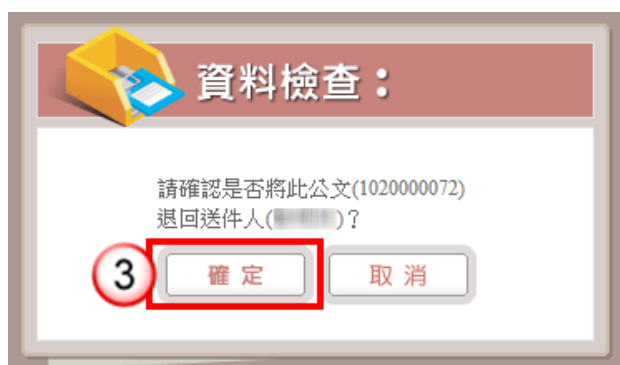 資料檢查：
請確認是否將此公文(1020000072)
退回送件人( )？
3 確定 取消